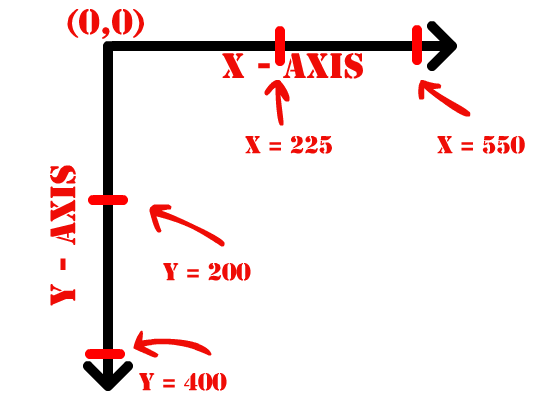 (0,0)
X - AXIS
X = 225
X = 550
Y - AXIS
Y = 200
Y = 400